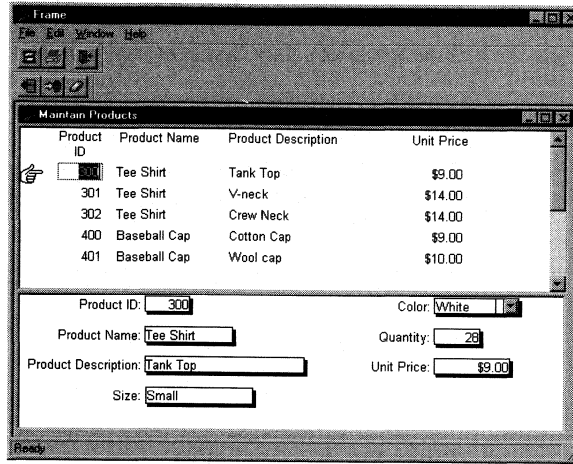 Frame
File Edit Window Help
Maintain Products
Product ID Product Name Product Description Unit Price
300 Tee Shirt Tank Top $9.00
301 Tee Shirt V-neck $14.00
302 Tee Shirt Crew Neck $14.00
400 Baseball Cap Cotton Cap $9.00
401 Baseball Cap Wool cap $10.00
Product ID: 300 Color: White
Product Name: Tee Shirt Quantity: 28
Product Description: Tank Top Unit Price: $9.00
Size: Small
Ready